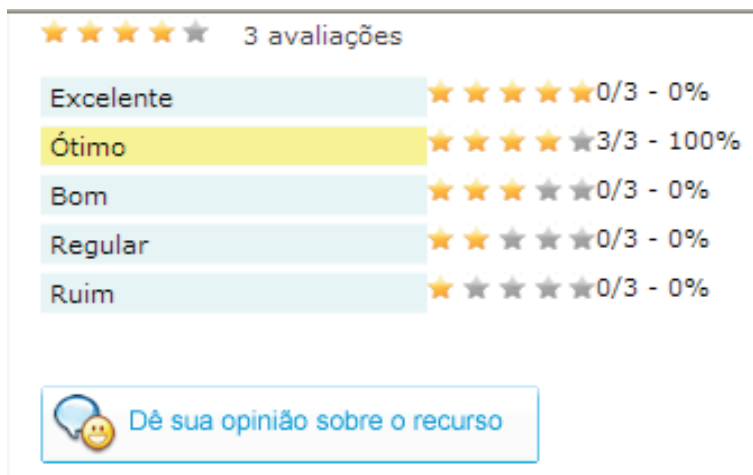 3 avaliações
Excelente 0/3 - 0%
Ótimo 3/3 - 100%
Bom 0/3 - 0%
Regular 0/3 - 0%
Ruim 0/3 - 0%
Dê sua opinião sobre o recurso